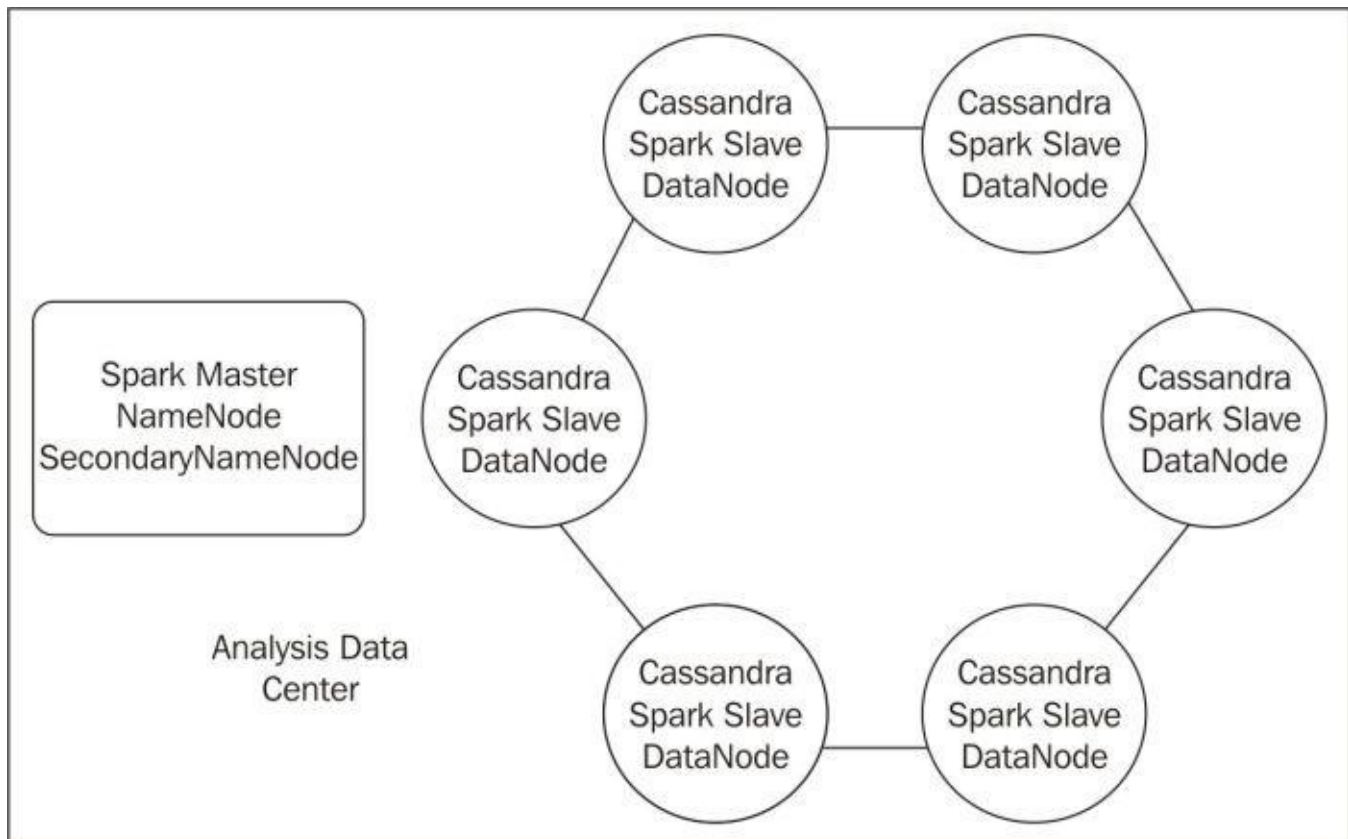 Cassandra
Spark Slave
DataNode
Cassandra
Spark Slave
DataNode
Spark Master
NameNode
SecondaryNameNode
Cassandra
Spark Slave
DataNode
Cassandra
Spark Slave
DataNode
Analysis Data
Center
Cassandra
Spark Slave
DataNode
Cassandra
Spark Slave
DataNode